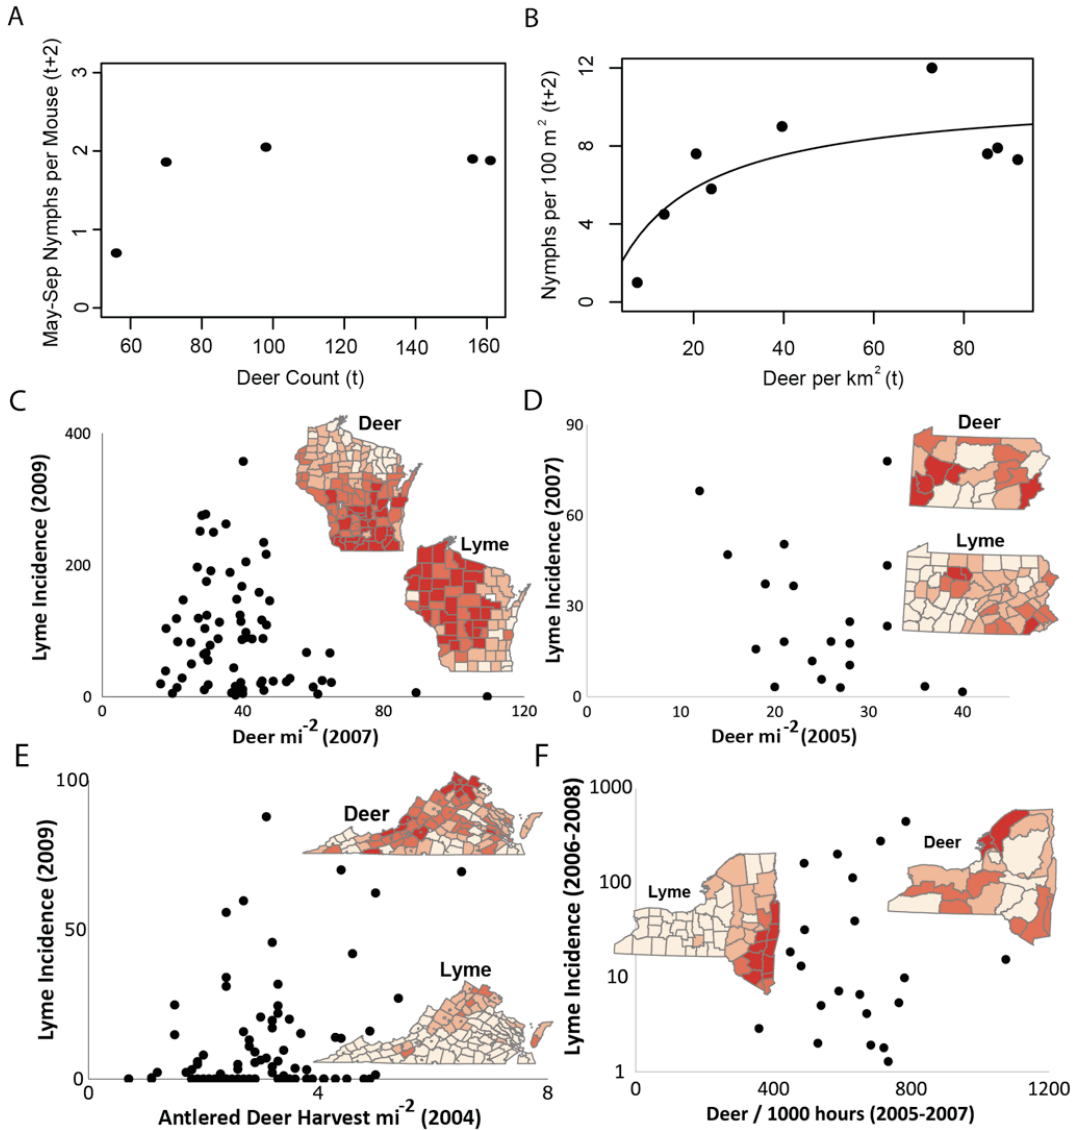 A
May-Sep Nymphs per Mouse (t+2)
3
2
1
0
60
80
100
120
140
160
Deer Count (t)
B
Nymphs per 100 m² (t+2)
12
8
4
0
20
40
60
80
Deer per km² (t)
C
Lyme Incidence (2009)
400
200
0
0
40
80
120
Deer mi⁻² (2007)
Deer
Lyme
D
Lyme Incidence (2007)
90
60
30
0
0
10
20
30
40
Deer mi⁻² (2005)
Deer
Lyme
E
Lyme Incidence (2009)
100
50
0
0
4
8
Antlered Deer Harvest mi⁻² (2004)
Deer
Lyme
F
Lyme Incidence (2006-2008)
1000
100
10
1
0
400
800
1200
Deer / 1000 hours (2005-2007)
Lyme
Deer